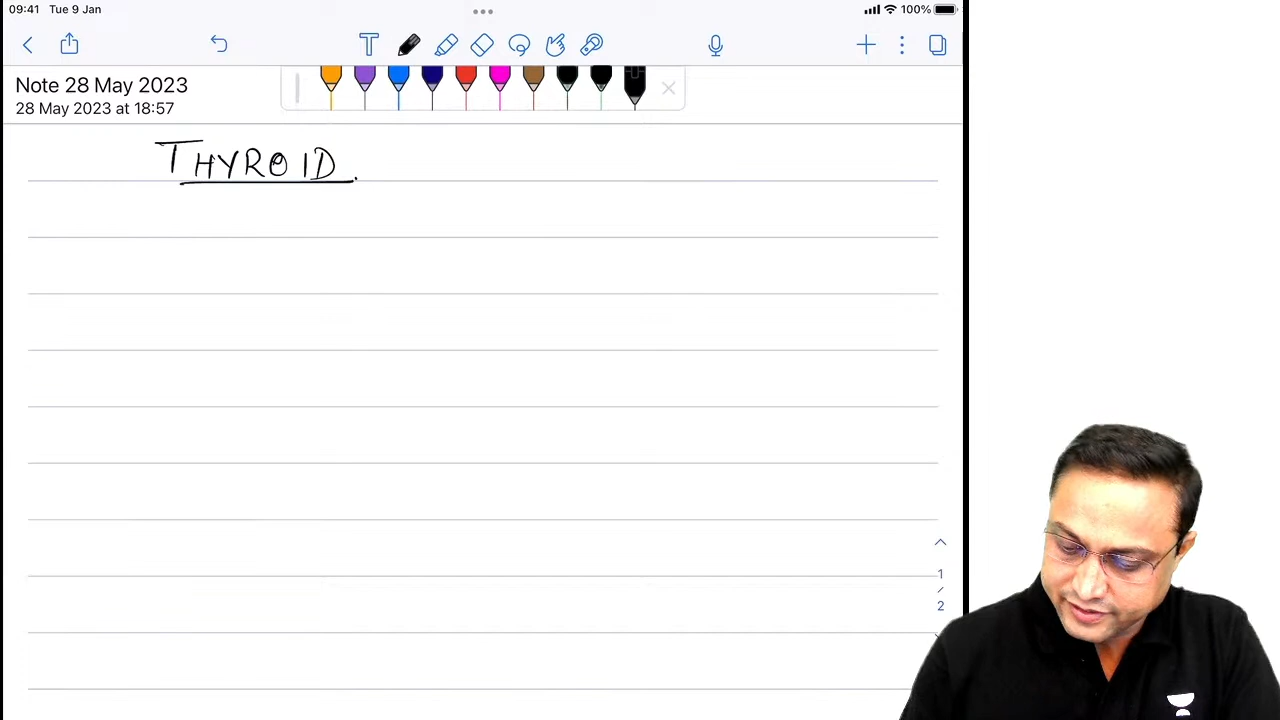 09:41 Tue 9 Jan 100%
T
Note 28 May 2023
28 May 2023 at 18:57
THYROID.
1
/
2